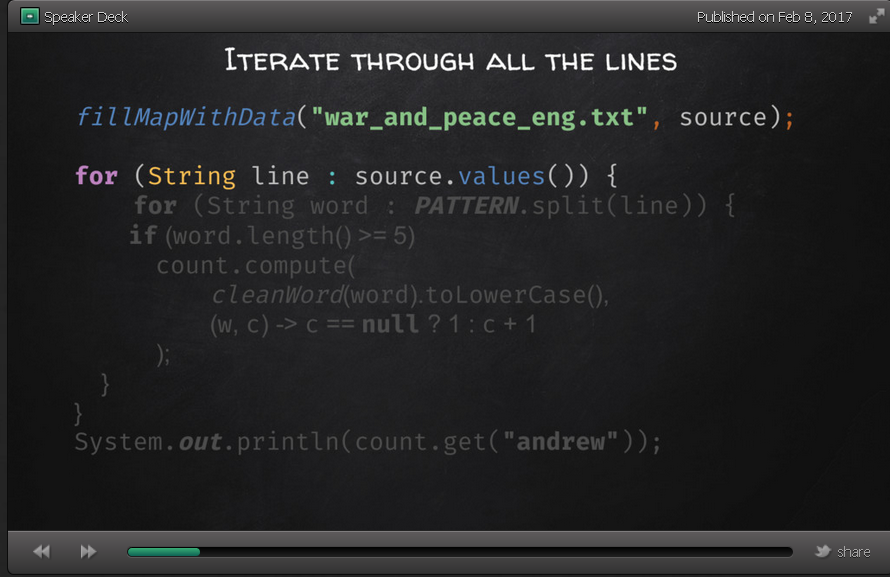 Speaker Deck
Published on Feb 8, 2017
ITERATE THROUGH ALL THE LINES
fillMapWithData("war_and_peace_eng.txt", source);
for (String line : source.values()) {
for (String word : PATTERN.split(line)) {
if (word.length() >= 5)
count.compute(
cleanWord(word).toLowerCase(),
(w, c) -> c == null ? 1 : c + 1
);
}
}
System.out.println(count.get("andrew"));
share